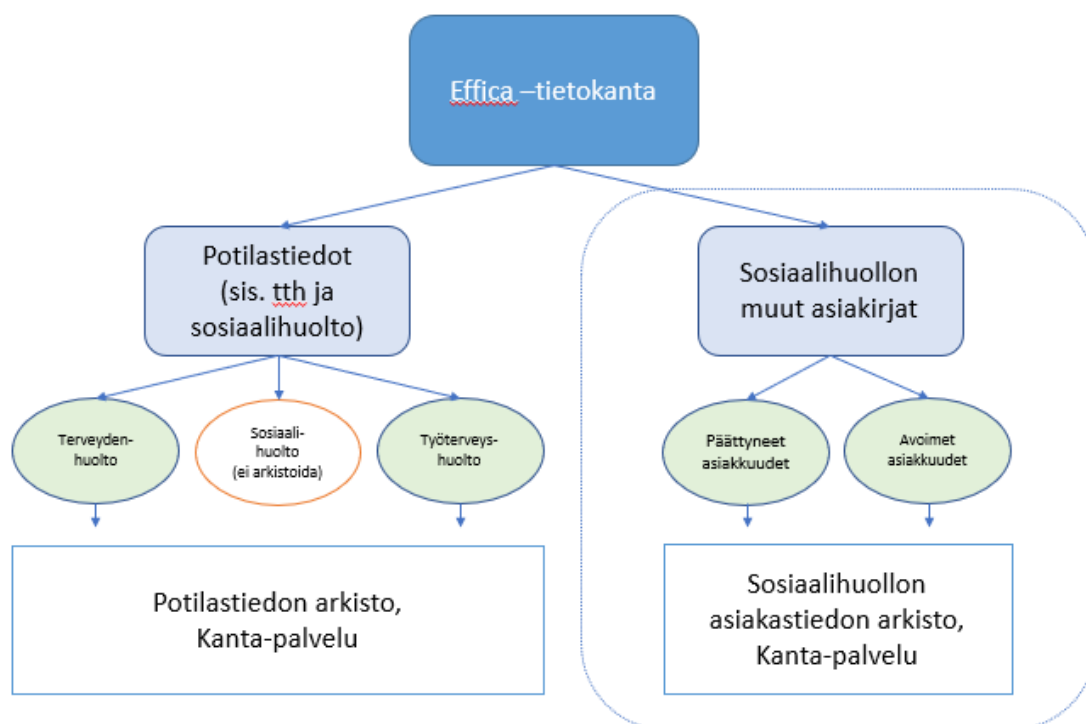 Effica –tietokanta
Potilastiedot
(sis. tth ja
sosiaalihuolto)
Sosiaalihuollon
muut asiakirjat
Terveyden-
huolto
Sosiaali-
huolto
(ei arkistoida)
Työterveys-
huolto
Päättyneet
asiakkuudet
Avoimet
asiakkuudet
Potilastiedon arkisto,
Kanta-palvelu
Sosiaalihuollon
asiakastiedon arkisto,
Kanta-palvelu